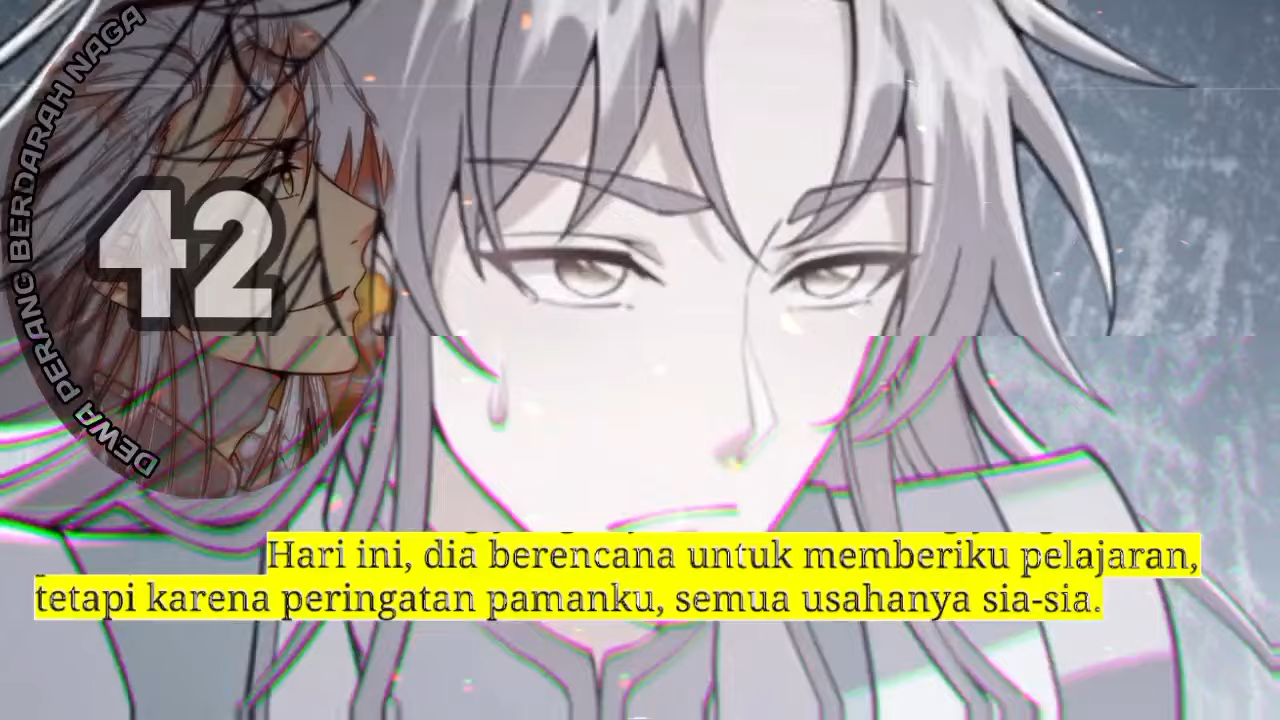 DEWA PERANG BERDARAH NAGA
42
Hari ini, dia berencana untuk memberiku pelajaran,
tetapi karena peringatan pamanku, semua usahanya sia-sia.